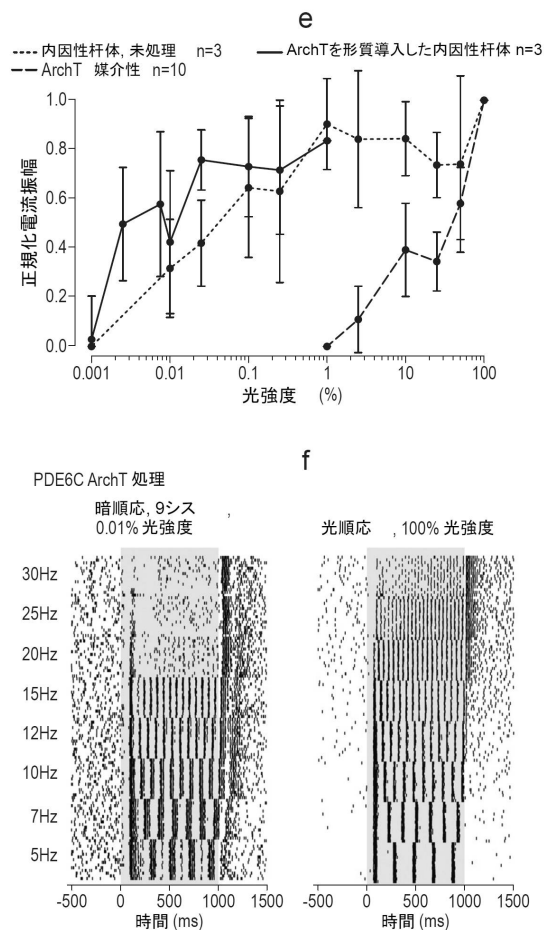 e
内因性杆体, 未処理 n=3
ArchTを形質導入した内因性杆体 n=3
ArchT 媒介性 n=10
正規化電流振幅
1.0
0.8
0.6
0.4
0.2
0.0
0.001 0.01 0.1 1 10 100
光強度 (%)
f
PDE6C ArchT 処理
暗順応, 9シス ,
0.01% 光強度
光順応 , 100% 光強度
30Hz
25Hz
20Hz
15Hz
12Hz
10Hz
7Hz
5Hz
-500 0 500 1000 1500
-500 0 500 1000 1500
時間 (ms)
時間 (ms)